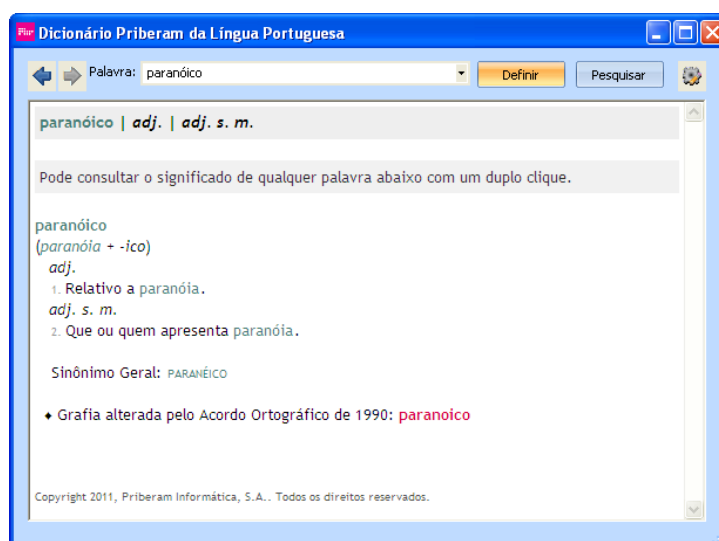 Dicionário Priberam da Língua Portuguesa
Palavra: paranóico Definir Pesquisar
paranóico | adj. | adj. s. m.
Pode consultar o significado de qualquer palavra abaixo com um duplo clique.
paranóico
(paranóia + -ico)
adj.
1. Relativo a paranóia.
adj. s. m.
2. Que ou quem apresenta paranóia.
Sinônimo Geral: PARANÉICO
♦ Grafia alterada pelo Acordo Ortográfico de 1990: paranoico
Copyright 2011, Priberam Informática, S.A.. Todos os direitos reservados.